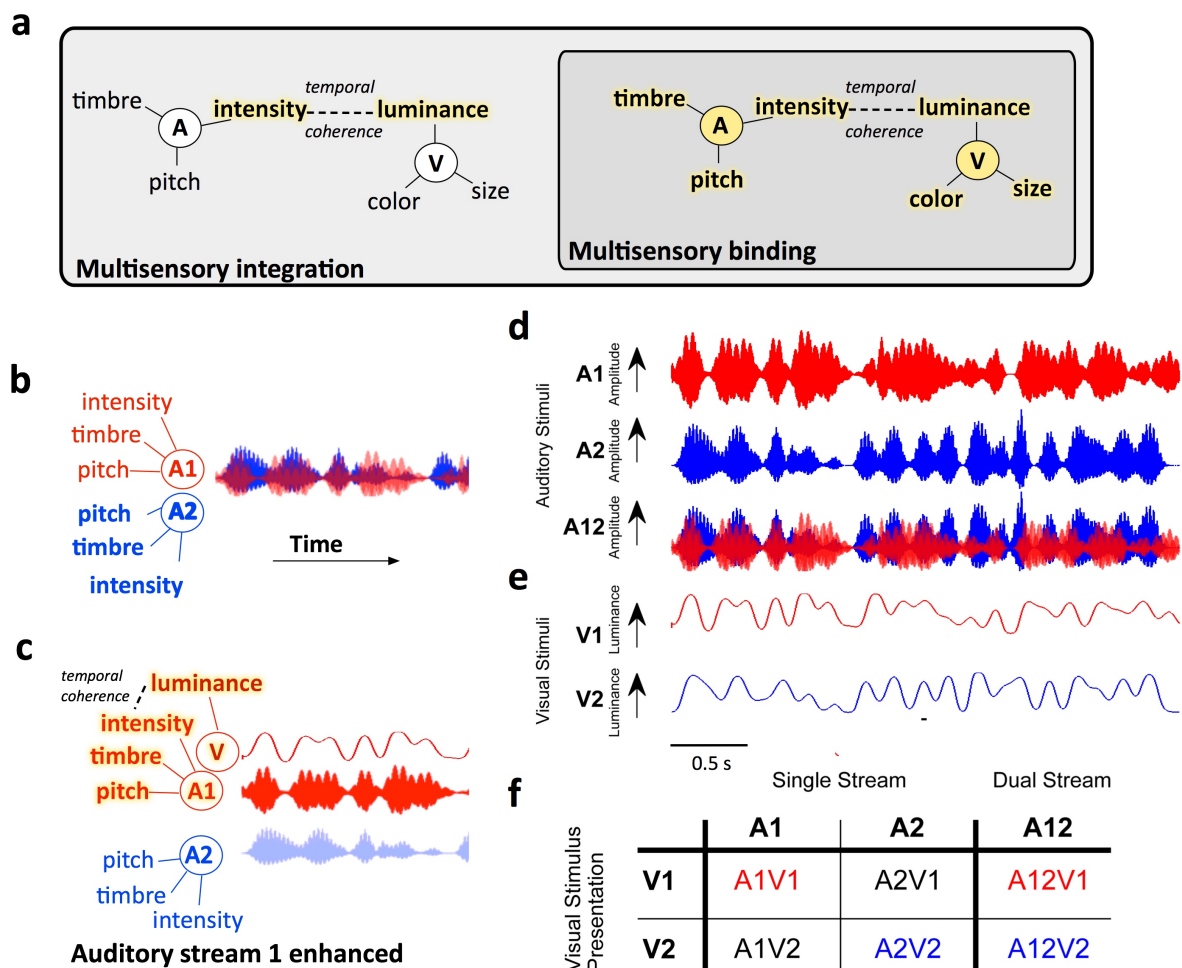 a
timbre
A
pitch
intensity
temporal
coherence
luminance
V
color
size
Multisensory integration
timbre
A
pitch
intensity
temporal
coherence
luminance
V
color
size
Multisensory binding
b
intensity
timbre
pitch
A1
pitch
A2
timbre
intensity
Time
c
temporal
coherence
luminance
intensity
timbre
V
pitch
A1
pitch
A2
timbre
intensity
Auditory stream 1 enhanced
d
Auditory Stimuli
A1
Amplitude
A2
Amplitude
A12
Amplitude
e
Visual Stimuli
V1
Luminance
V2
Luminance
0.5 s
f
Single Stream
Dual Stream
Visual Stimulus
Presentation
A1 A2 A12
V1 A1V1 A2V1 A12V1
V2 A1V2 A2V2 A12V2